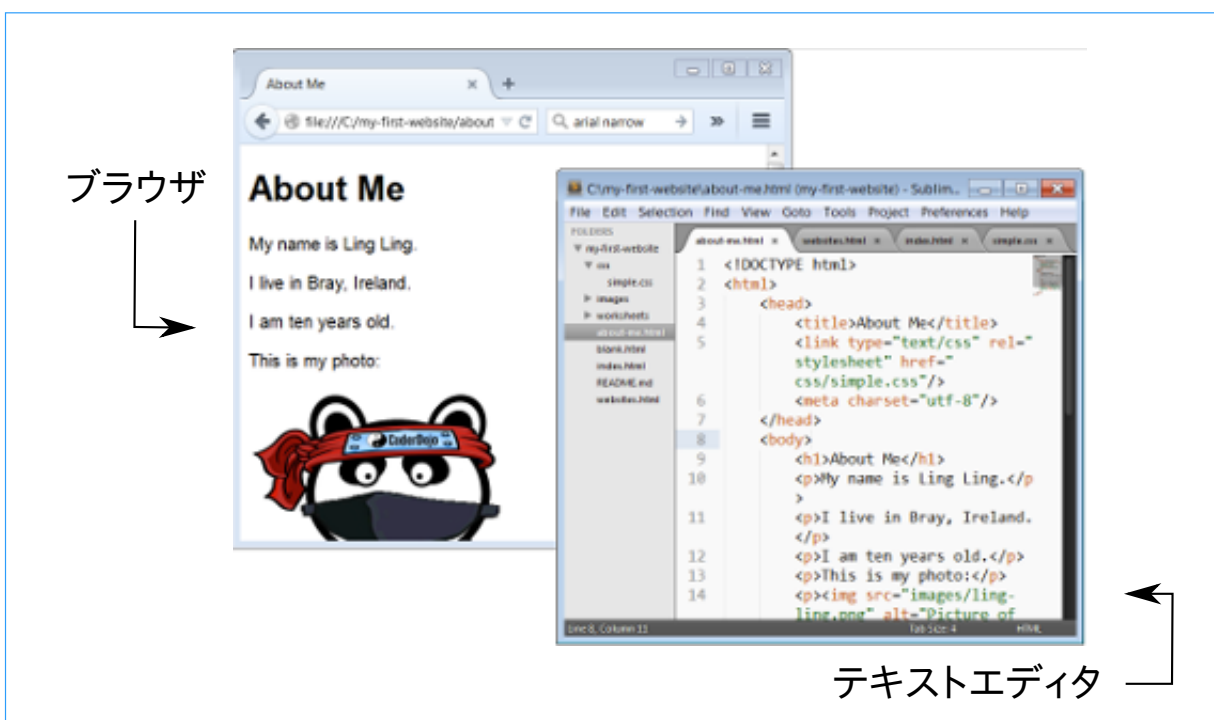 About Me
file:///C:/my-first-website/about
arial narrow
ブラウザ
About Me
My name is Ling Ling.
I live in Bray, Ireland.
I am ten years old.
This is my photo:
CoderDojo
C:\my-first-website\about-me.html (my-first-website) - Sublim..
File Edit Selection Find View Goto Tools Project Preferences Help
FOLDERS
my-first-website
css
simple.css
images
worksheets
about-me.html
blank.html
index.html
README.md
websites.html
about-me.html websites.html index.html simple.css
1 <!DOCTYPE html>
2 <html>
3 <head>
4 <title>About Me</title>
5 <link type="text/css" rel="
stylesheet" href="
css/simple.css"/>
6 <meta charset="utf-8"/>
7 </head>
8 <body>
9 <h1>About Me</h1>
10 <p>My name is Ling Ling.</p
>
11 <p>I live in Bray, Ireland.
</p>
12 <p>I am ten years old.</p>
13 <p>This is my photo:</p>
14 <p><img src="images/ling-
ling.png" alt="Picture of
Line 8, Column 11
Tab Size: 4
HTML
テキストエディタ